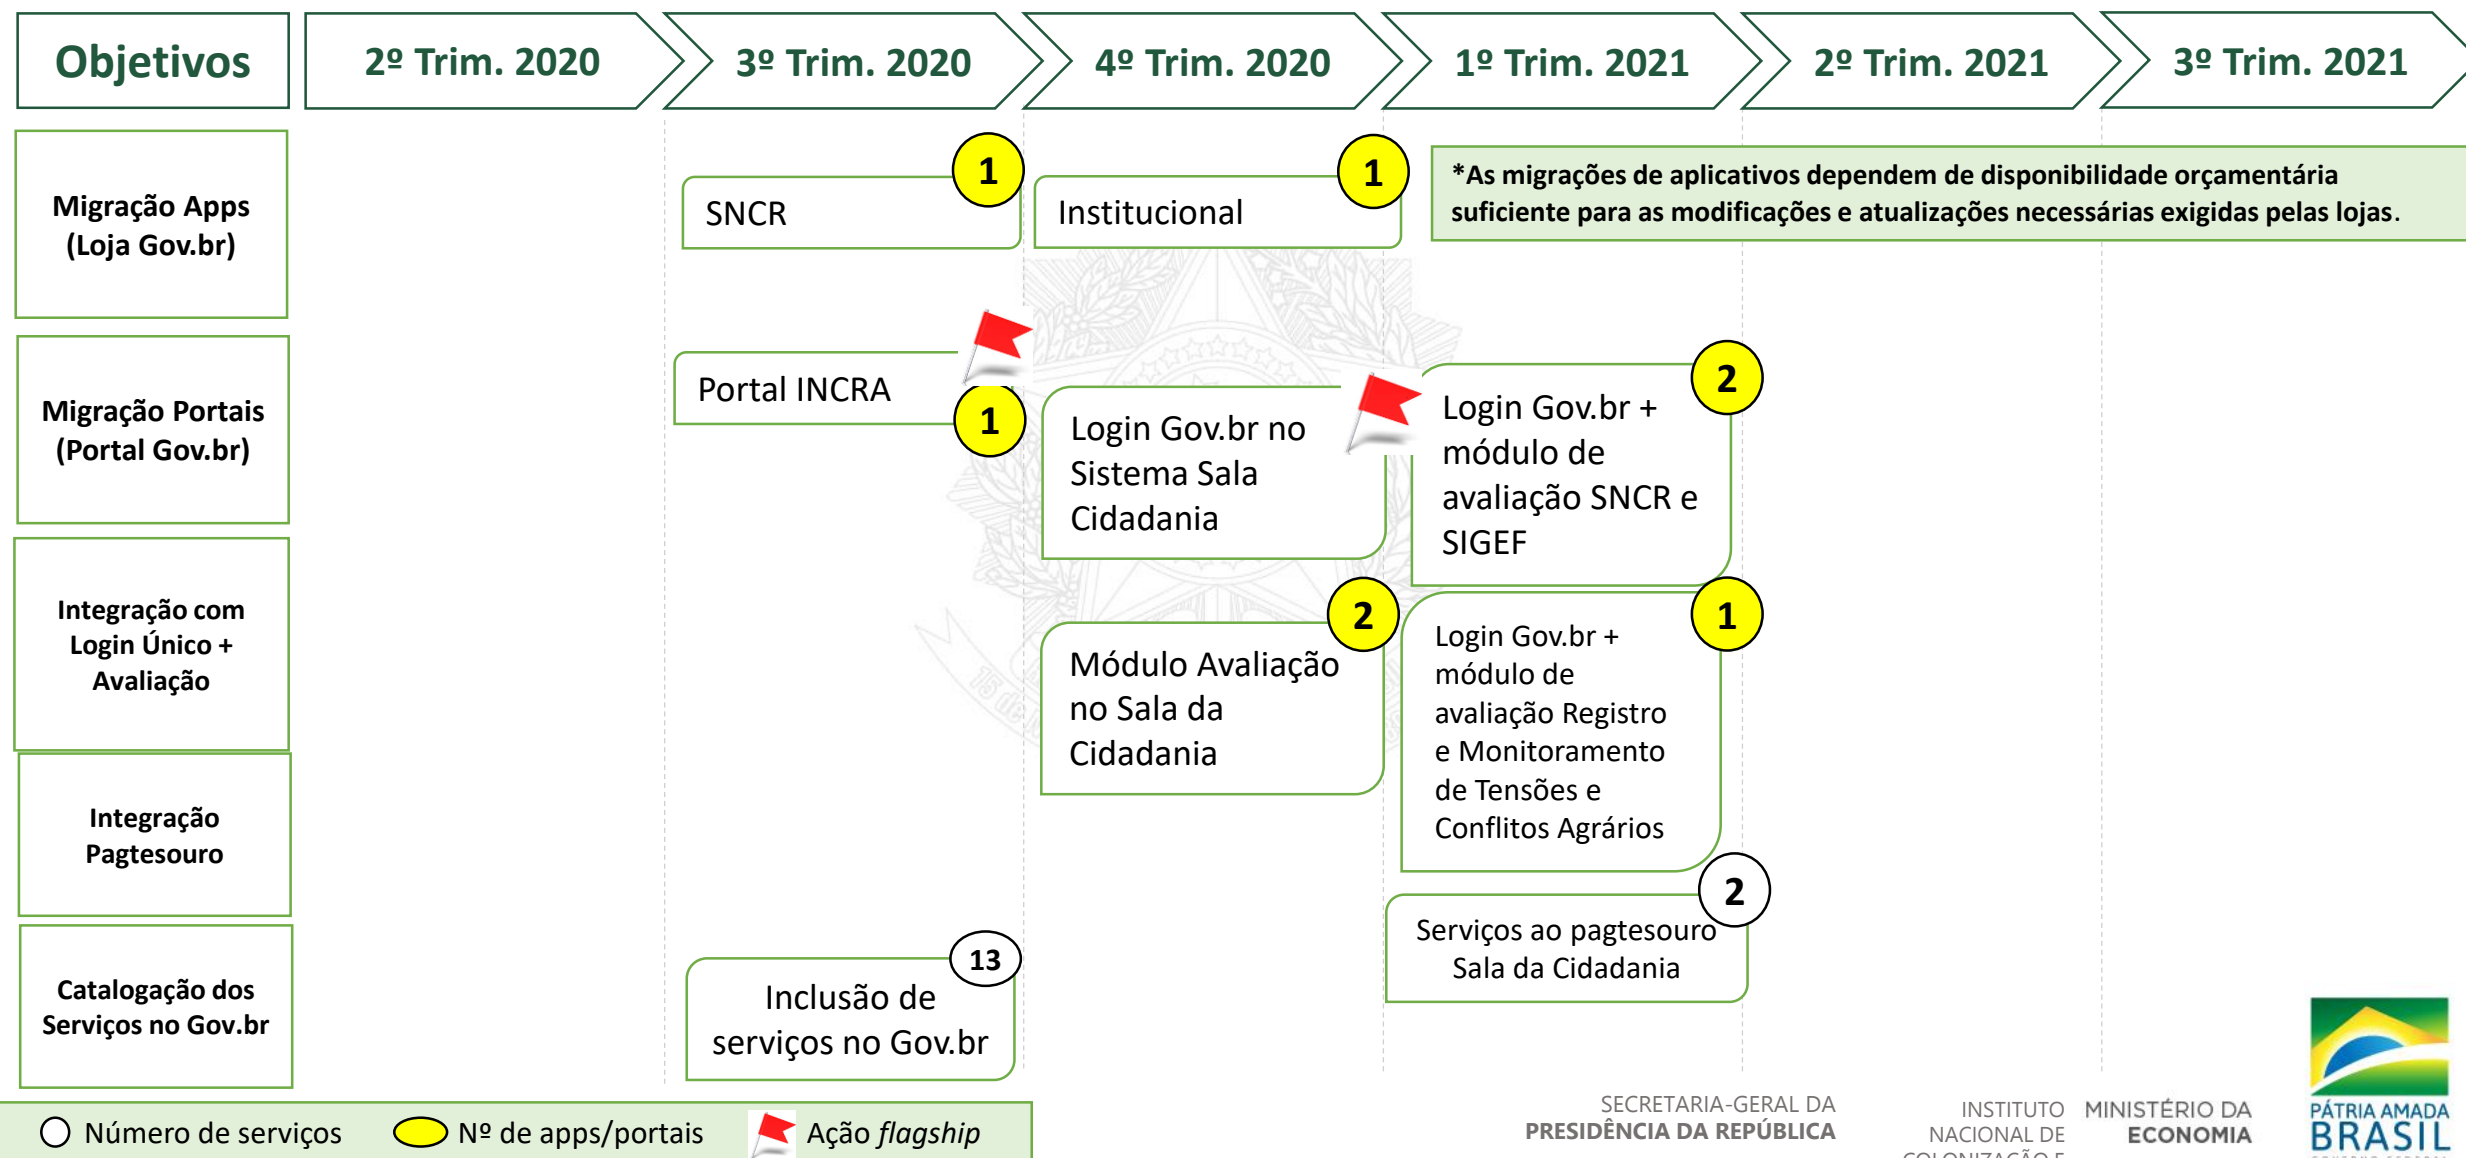 Objetivos
2º Trim. 2020
3º Trim. 2020
4º Trim. 2020
1º Trim. 2021
2º Trim. 2021
3º Trim. 2021
Migração Apps
(Loja Gov.br)
SNCR
1
Institucional
1
*As migrações de aplicativos dependem de disponibilidade orçamentária
suficiente para as modificações e atualizações necessárias exigidas pelas lojas.
Migração Portais
(Portal Gov.br)
Portal INCRA
1
Login Gov.br no
Sistema Sala
Cidadania
Login Gov.br +
módulo de
avaliação SNCR e
SIGEF
2
Integração com
Login Único +
Avaliação
Módulo Avaliação
no Sala da
Cidadania
2
Login Gov.br +
módulo de
avaliação Registro
e Monitoramento
de Tensões e
Conflitos Agrários
1
Integração
Pagtesouro
Serviços ao pagtesouro
Sala da Cidadania
2
Catalogação dos
Serviços no Gov.br
Inclusão de
serviços no Gov.br
13
Número de serviços
Nº de apps/portais
Ação flagship
SECRETARIA-GERAL DA
PRESIDÊNCIA DA REPÚBLICA
INSTITUTO
NACIONAL DE
COLONIZAÇÃO E
MINISTÉRIO DA
ECONOMIA
PÁTRIA AMADA
BRASIL